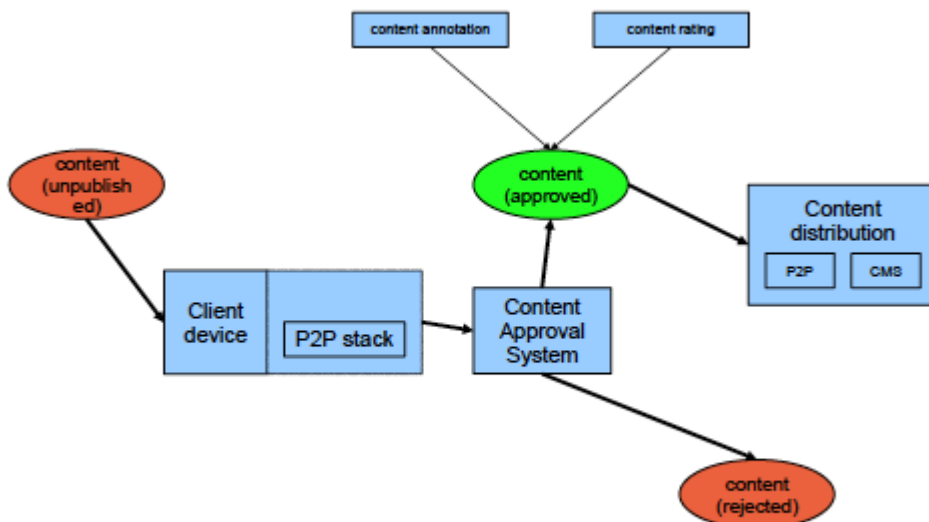 content annotation
content rating
content
(unpublish
ed)
content
(approved)
Content
distribution
P2P
CMS
Client
device
P2P stack
Content
Approval
System
content
(rejected)